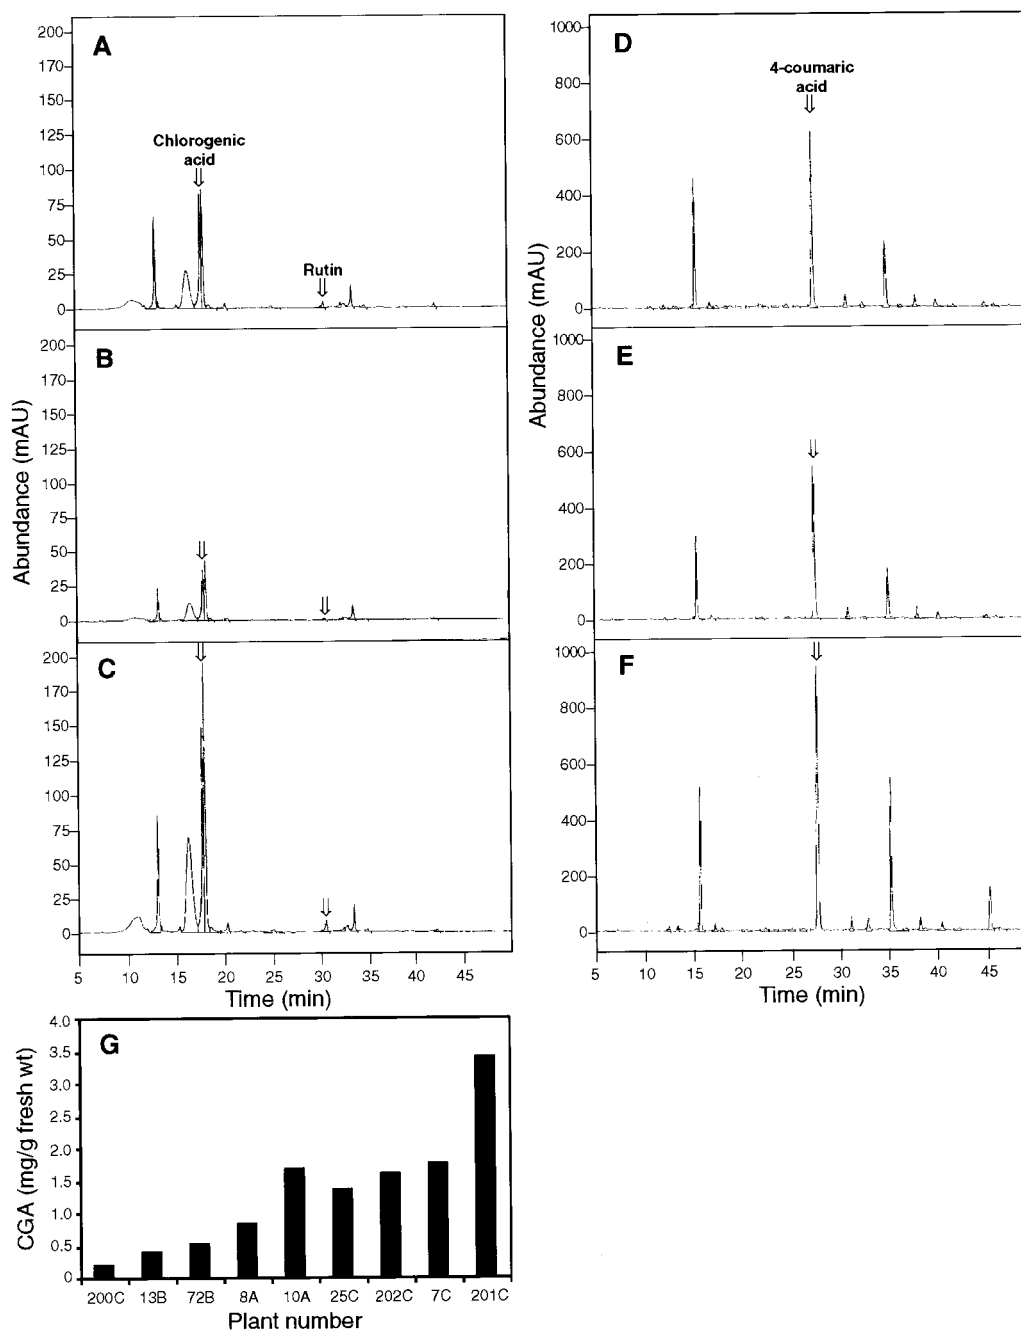 A
200
170
150
125
100
75
50
25
0
Chlorogenic
acid
Rutin
B
200
170
150
125
100
75
50
25
0
C
200
170
150
125
100
75
50
25
0
Abundance (mAU)
5 10 15 20 25 30 35 40 45
Time (min)
D
1000
800
600
400
200
0
4-coumaric
acid
E
1000
800
600
400
200
0
F
1000
800
600
400
200
0
Abundance (mAU)
5 10 15 20 25 30 35 40 45
Time (min)
G
4.0
3.5
3.0
2.5
2.0
1.5
1.0
0.5
0
CGA (mg/g fresh wt)
200C 13B 72B 8A 10A 25C 202C 7C 201C
Plant number